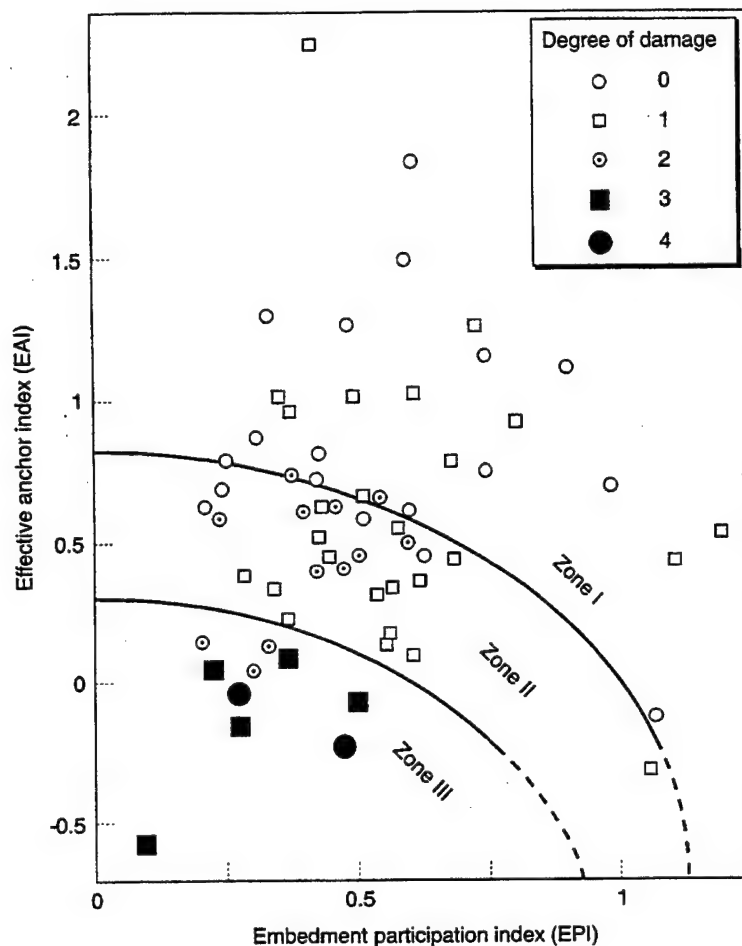 Degree of damage
0
1
2
3
4
2
1.5
1
0.5
0
-0.5
Effective anchor index (EAI)
Zone I
Zone II
Zone III
0
0.5
1
Embedment participation index (EPI)